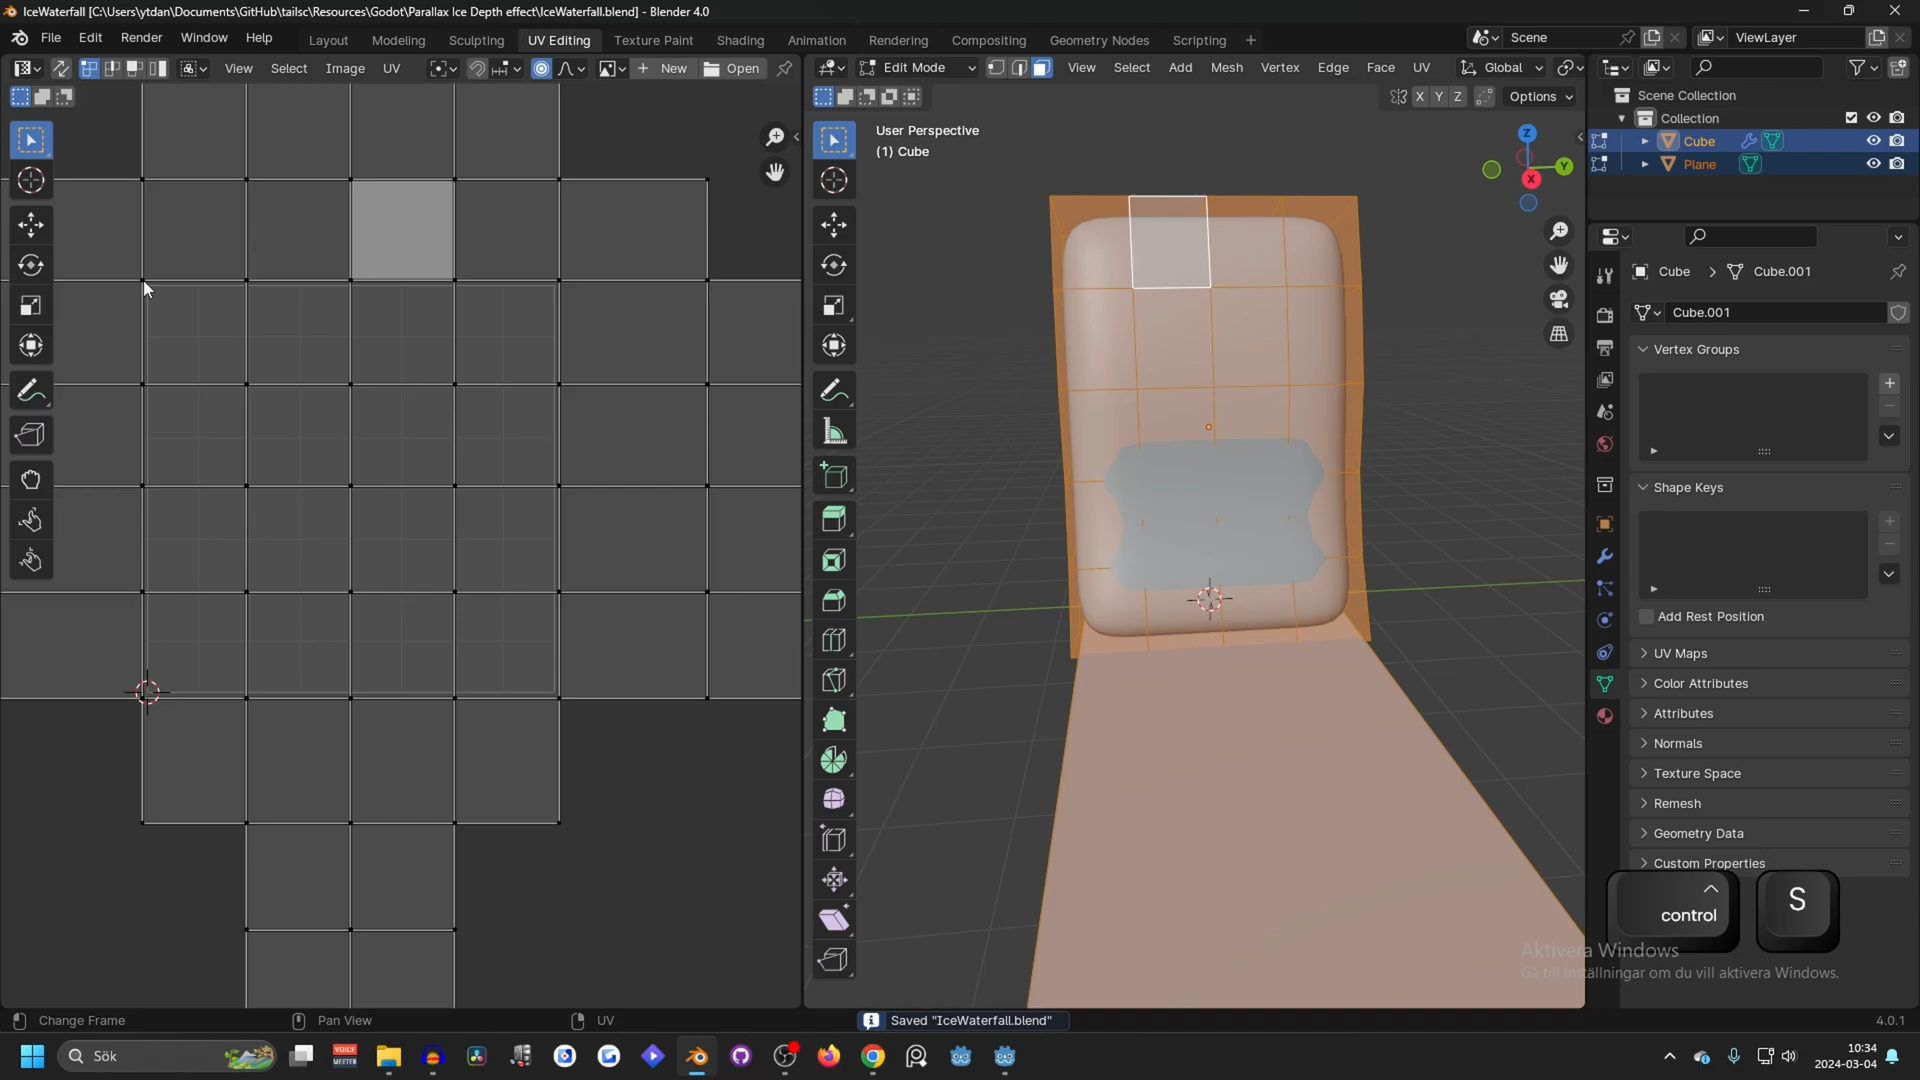 IceWaterfall [C:\Users\ytdan\Documents\GitHub\tailsc\Resources\Godot\Parallax Ice Depth effect\IceWaterfall.blend] - Blender 4.0
File Edit Render Window Help
Layout Modeling Sculpting UV Editing Texture Paint Shading Animation Rendering Compositing Geometry Nodes Scripting +
Scene
ViewLayer
View Select Image UV
+ New Open
Edit Mode
View Select Add Mesh Vertex Edge Face UV
Global
X Y Z
Options
User Perspective
(1) Cube
Z
Y
X
Scene Collection
Collection
Cube
Plane
Cube > Cube.001
Cube.001
Vertex Groups
Shape Keys
Add Rest Position
UV Maps
Color Attributes
Attributes
Normals
Texture Space
Remesh
Geometry Data
Custom Properties
control
S
Aktivera Windows
Gå till Inställningar om du vill aktivera Windows.
Change Frame
Pan View
UV
Saved "IceWaterfall.blend"
4.0.1
Sök
VOICE
MEETER
10:34
2024-03-04